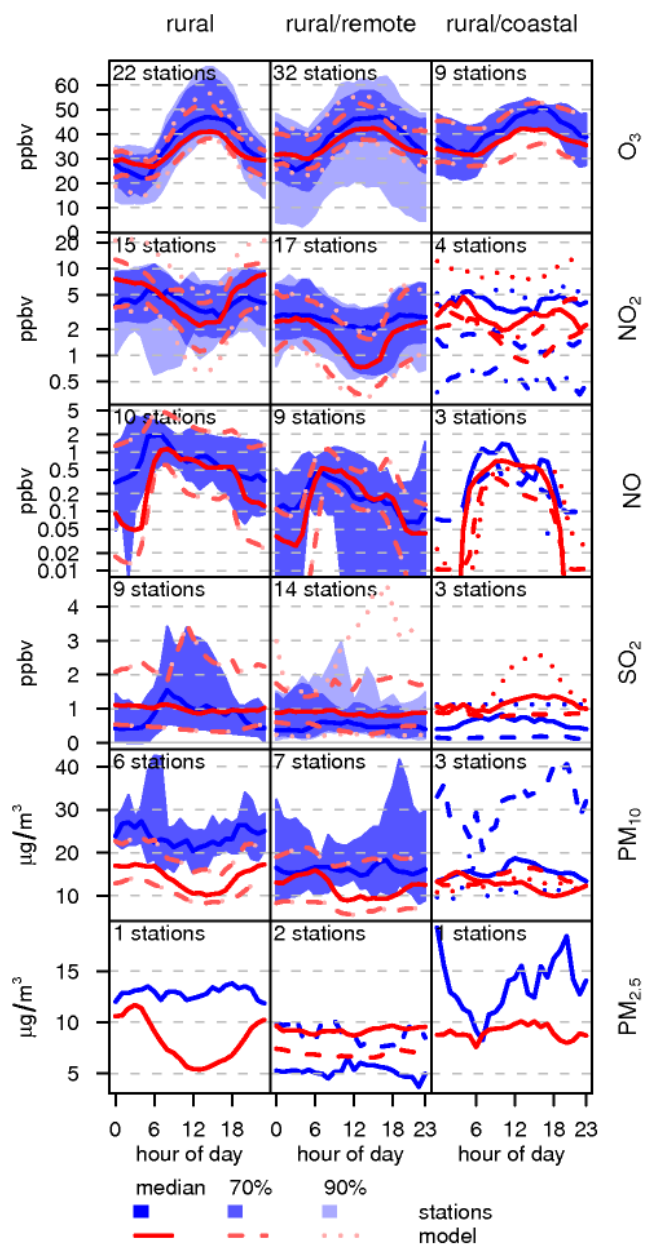 rural rural/remote rural/coastal
22 stations 32 stations 9 stations
60
50
40
30
20
10
0
ppbv
O3
15 stations 17 stations 4 stations
20
10
5
2
1
0.5
ppbv
NO2
10 stations 9 stations 3 stations
5
2
1
0.5
0.2
0.1
0.05
0.02
0.01
ppbv
NO
9 stations 14 stations 3 stations
4
3
2
1
0
ppbv
SO2
6 stations 7 stations 3 stations
40
30
20
10
µg/m3
PM10
1 stations 2 stations 1 stations
15
10
5
µg/m3
PM2.5
0 6 12 18 0 6 12 18 23 6 12 18 23
hour of day hour of day hour of day
median 70% 90%
stations
model